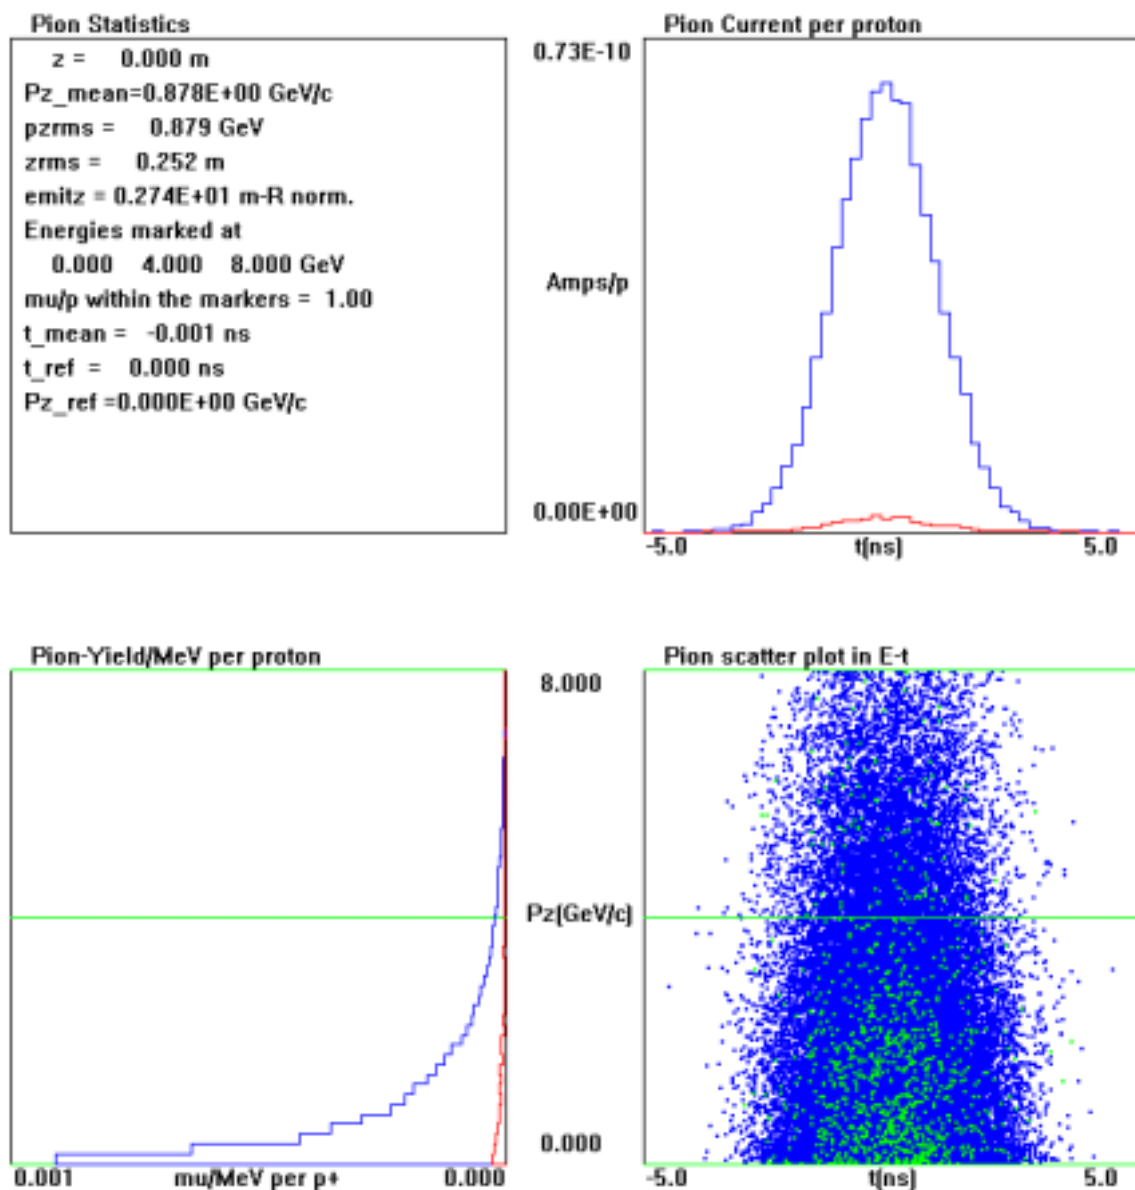 Pion Statistics
z = 0.000 m
Pz_mean=0.878E+00 GeV/c
pzrms = 0.879 GeV
zrms = 0.252 m
emitz = 0.274E+01 m-R norm.
Energies marked at
0.000 4.000 8.000 GeV
mu/p within the markers = 1.00
t_mean = -0.001 ns
t_ref = 0.000 ns
Pz_ref =0.000E+00 GeV/c
Pion Current per proton
0.73E-10
Amps/p
0.00E+00
-5.0 t(ns) 5.0
Pion-Yield/MeV per proton
0.001 mu/MeV per p+ 0.000
Pion scatter plot in E-t
8.000
Pz(GeV/c)
0.000
-5.0 t(ns) 5.0